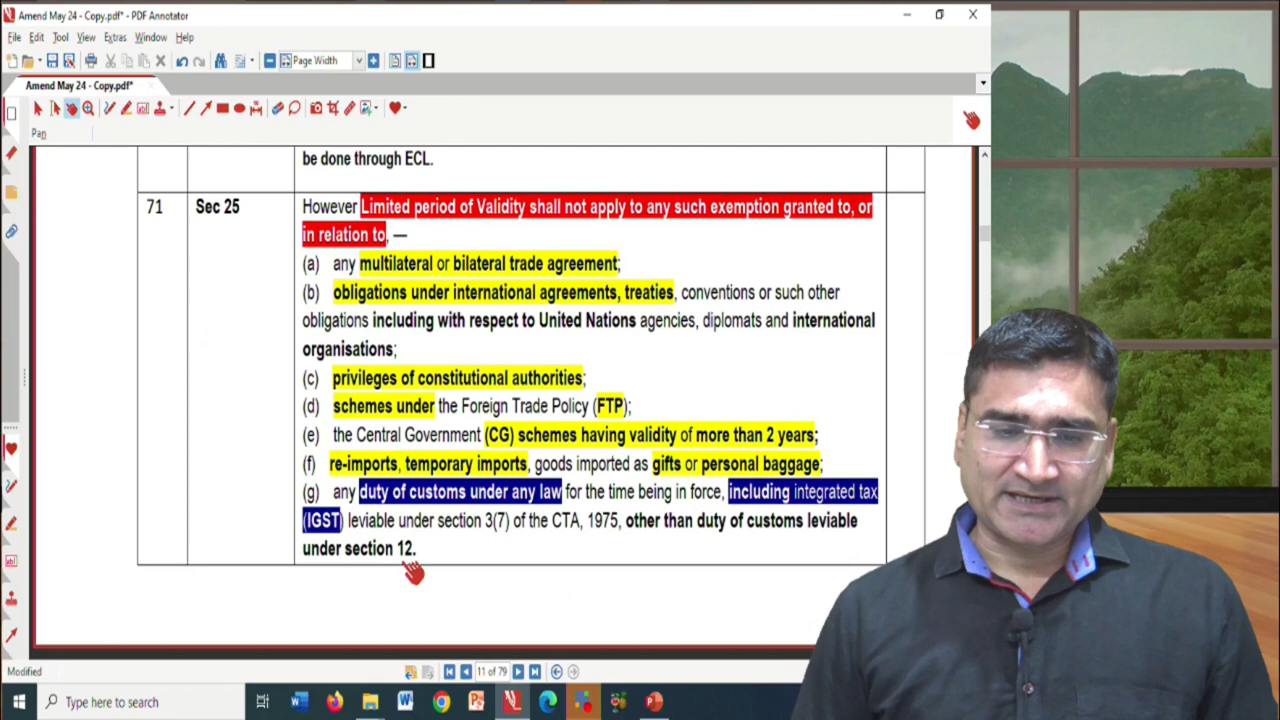 Amend May 24 - Copy.pdf* - PDF Annotator
File Edit Tool View Extras Window Help
Page Width
Amend May 24 - Copy.pdf*
Pan
be done through ECL.
71 Sec 25 However Limited period of Validity shall not apply to any such exemption granted to, or
in relation to, —
(a) any multilateral or bilateral trade agreement;
(b) obligations under international agreements, treaties, conventions or such other
obligations including with respect to United Nations agencies, diplomats and international
organisations;
(c) privileges of constitutional authorities;
(d) schemes under the Foreign Trade Policy (FTP);
(e) the Central Government (CG) schemes having validity of more than 2 years;
(f) re-imports, temporary imports, goods imported as gifts or personal baggage;
(g) any duty of customs under any law for the time being in force, including integrated tax
(IGST) leviable under section 3(7) of the CTA, 1975, other than duty of customs leviable
under section 12.
Modified
11 of 79
Type here to search